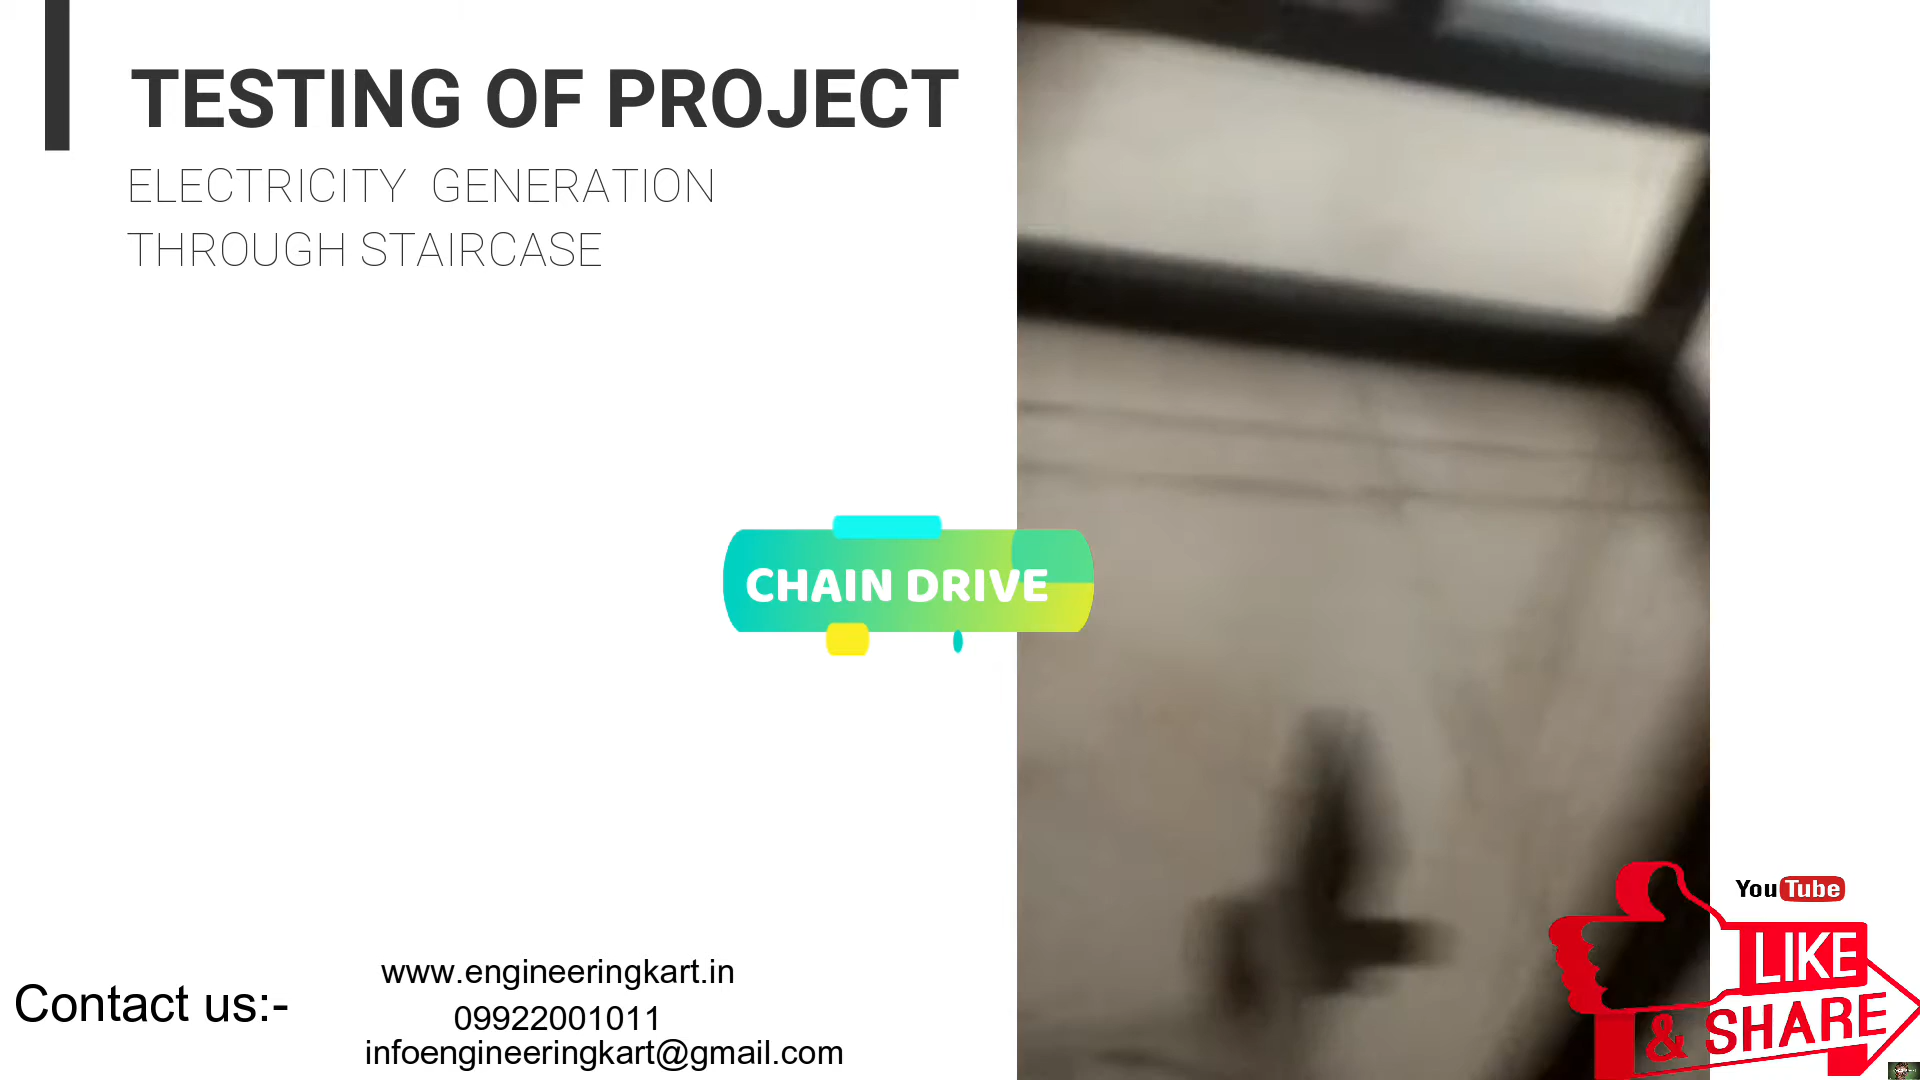 TESTING OF PROJECT
ELECTRICITY GENERATION
THROUGH STAIRCASE
CHAIN DRIVE
Contact us:-
www.engineeringkart.in
09922001011
infoengineeringkart@gmail.com
YouTube
LIKE
& SHARE